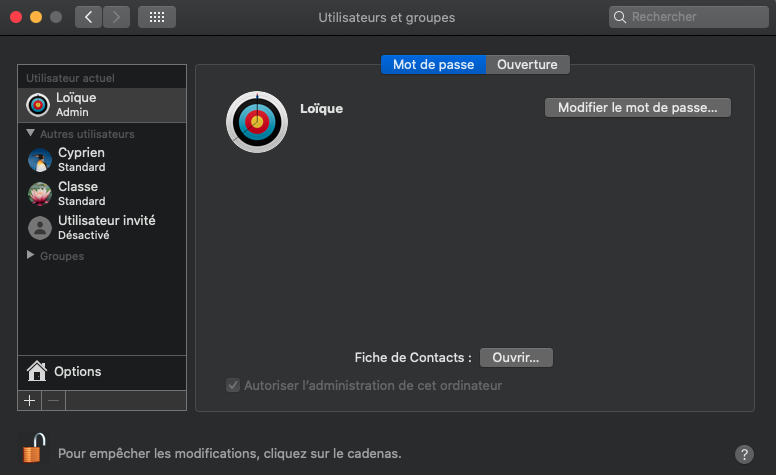 Utilisateurs et groupes
Rechercher
Utilisateur actuel
Loïque
Admin
Autres utilisateurs
Cyprien
Standard
Classe
Standard
Utilisateur invité
Désactivé
Groupes
Options
Mot de passe
Ouverture
Loïque
Modifier le mot de passe...
Fiche de Contacts :
Ouvrir...
Autoriser l'administration de cet ordinateur
Pour empêcher les modifications, cliquez sur le cadenas.
?